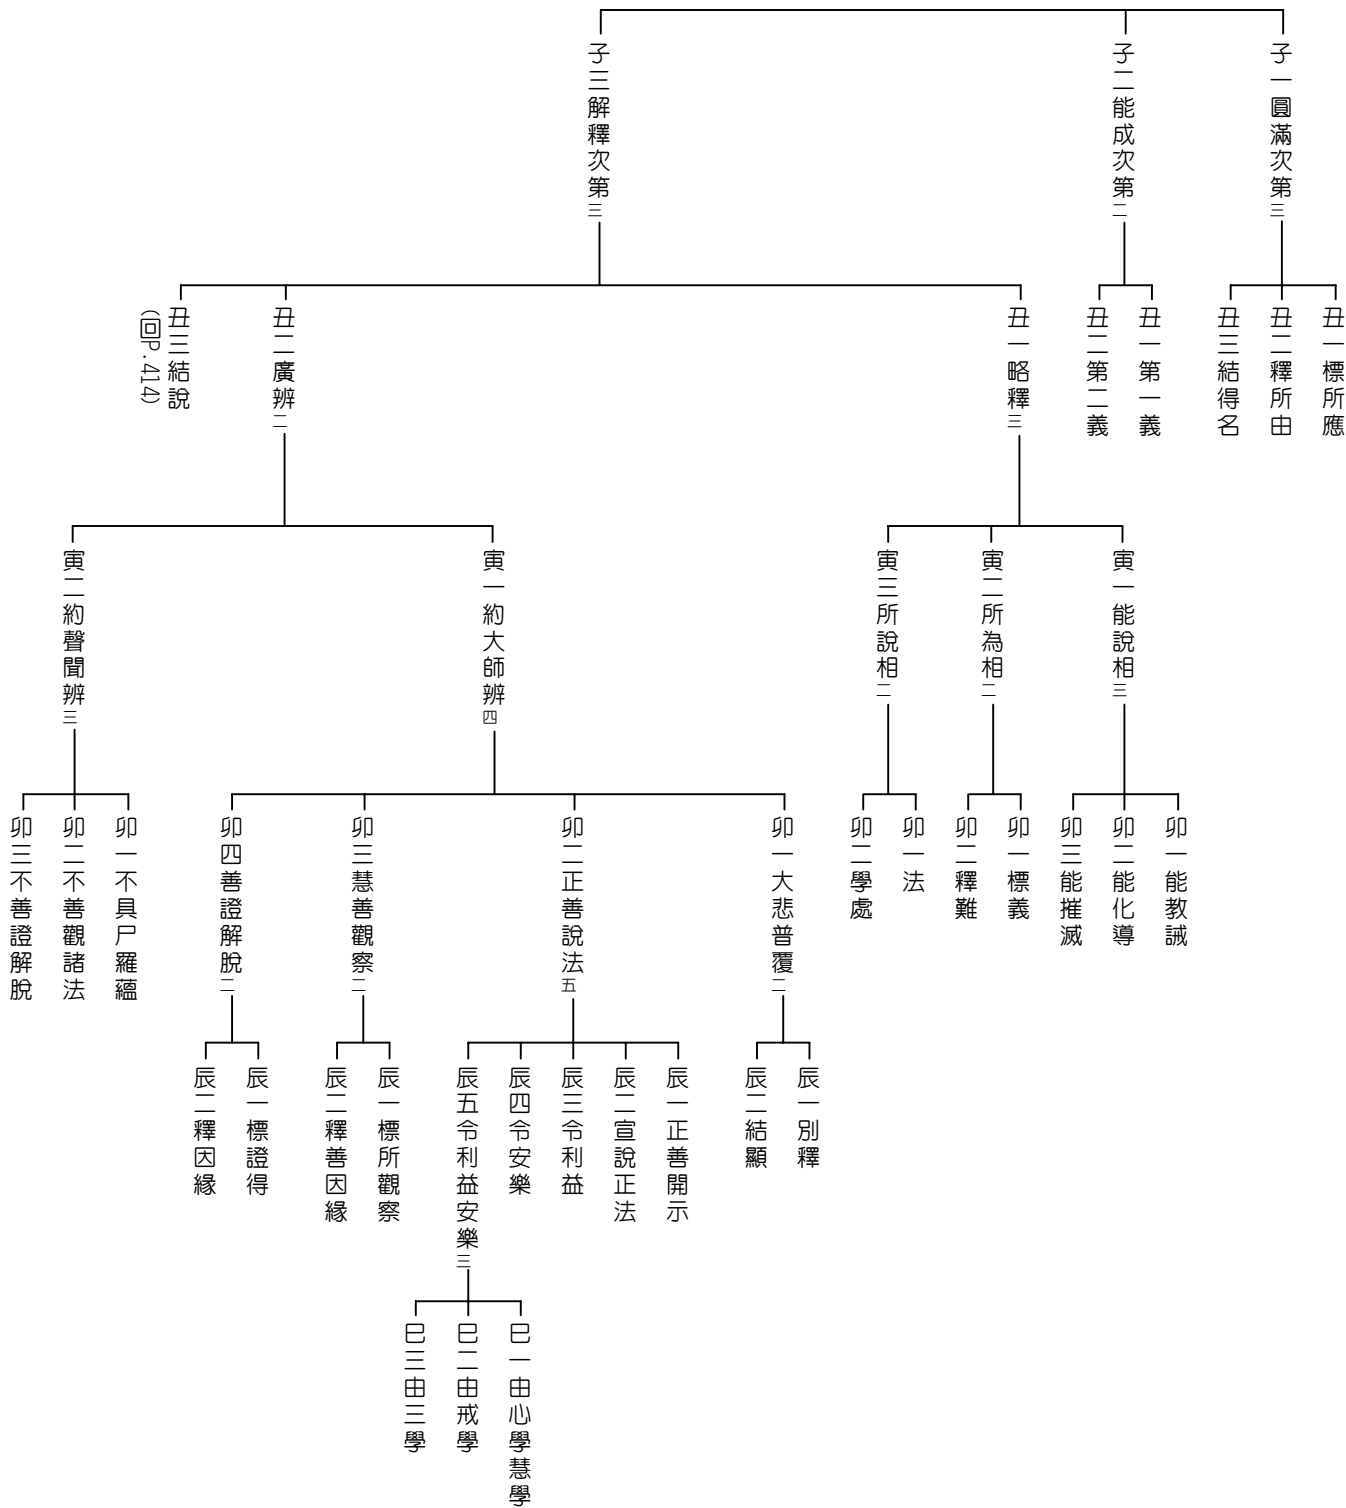 子一圓滿次第三
子二能成次第二
子三解釋次第三
丑一標所應
丑二釋所由
丑三結得名
丑一第一義
丑二第二義
丑一略釋三
丑二廣辨二
丑三結說
(回P.414)
寅一能說相三
寅二所為相二
寅三所說相二
寅一約大師辨四
寅二約聲聞辨三
卯一能教誡
卯二能化導
卯三能摧滅
卯一標義
卯二釋難
卯一法
卯二學處
卯一大悲普覆二
卯二正善說法五
卯三慧善觀察二
卯四善證解脫二
卯一不具尸羅蘊
卯二不善觀諸法
卯三不善證解脫
辰一別釋
辰二結顯
辰一正善開示
辰二宣說正法
辰三令利益
辰四令安樂
辰五令利益安樂三
辰一標所觀察
辰二釋善因緣
辰一標證得
辰二釋因緣
巳一由心學慧學
巳二由戒學
巳三由三學